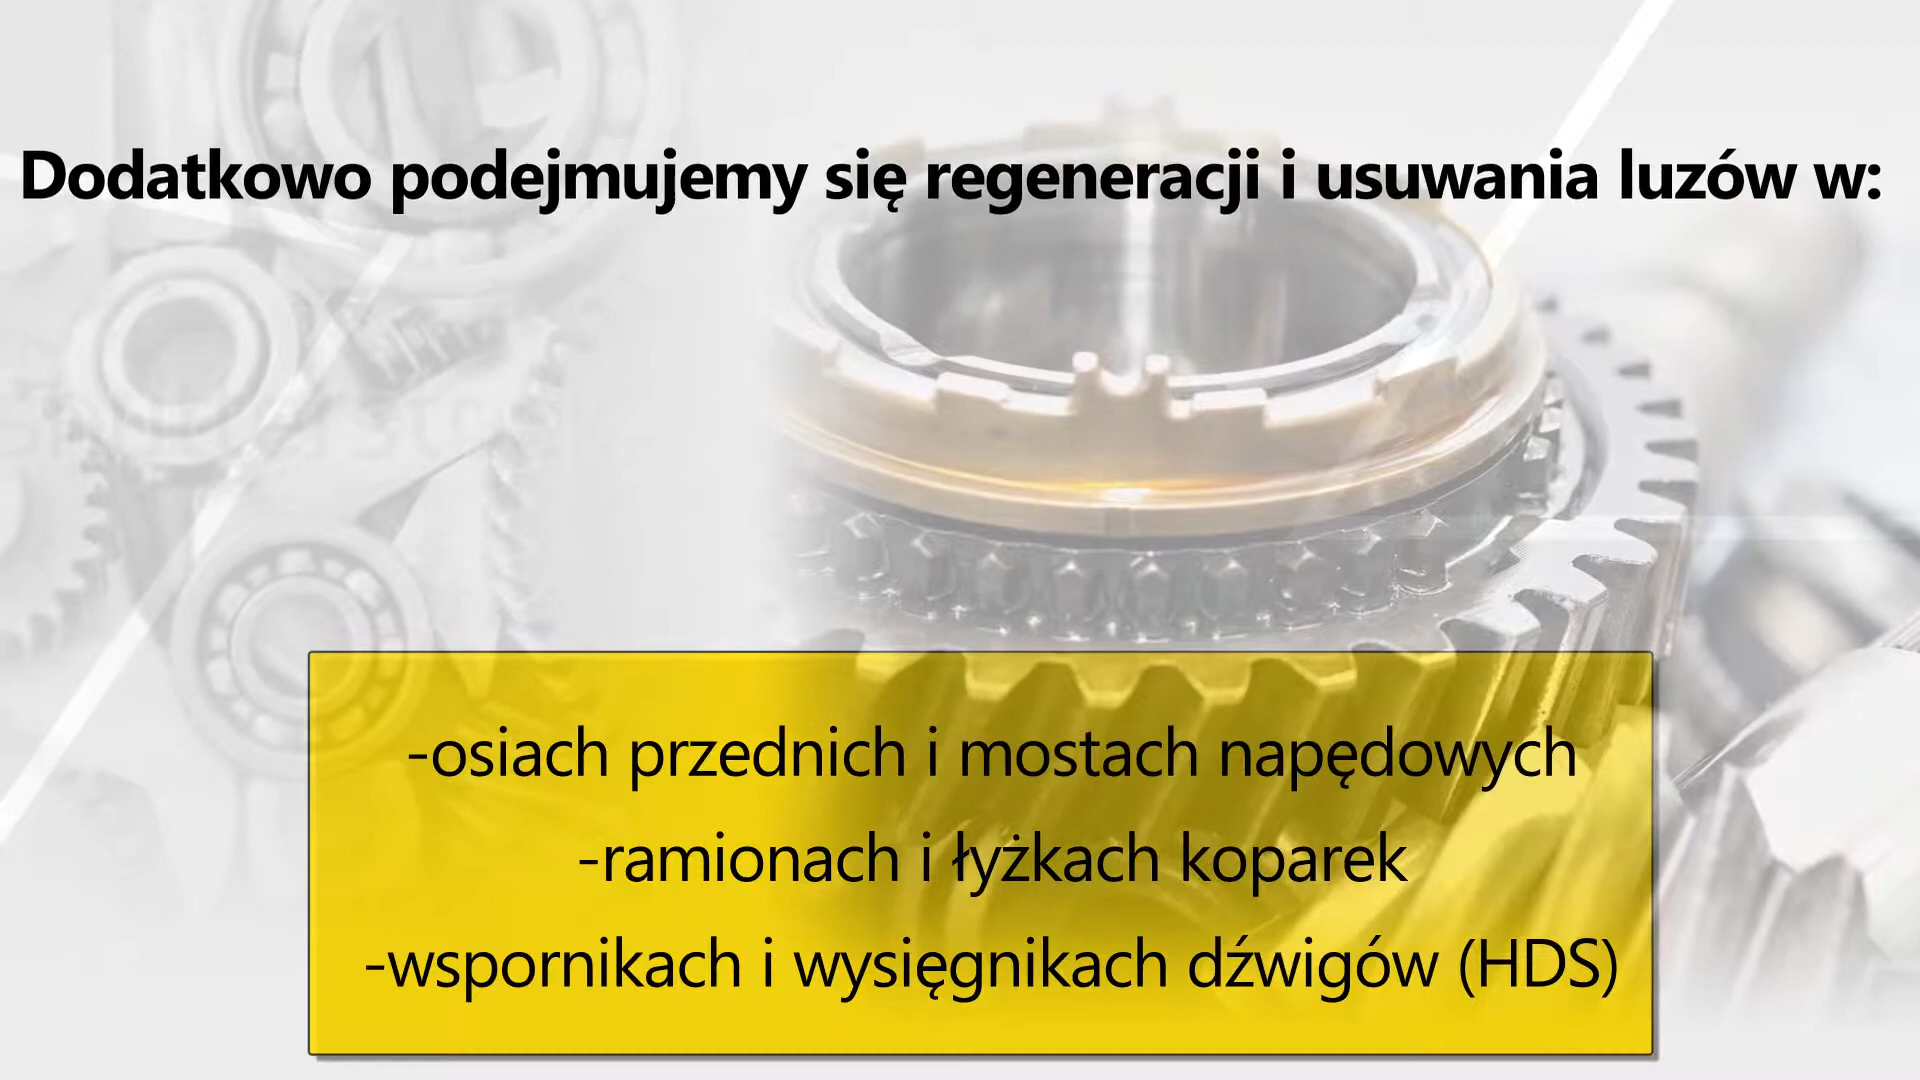 Dodatkowo podejmujemy się regeneracji i usuwania luzów w:
-osiach przednich i mostach napędowych
-ramionach i łyżkach koparek
-wspornikach i wysięgnikach dźwigów (HDS)